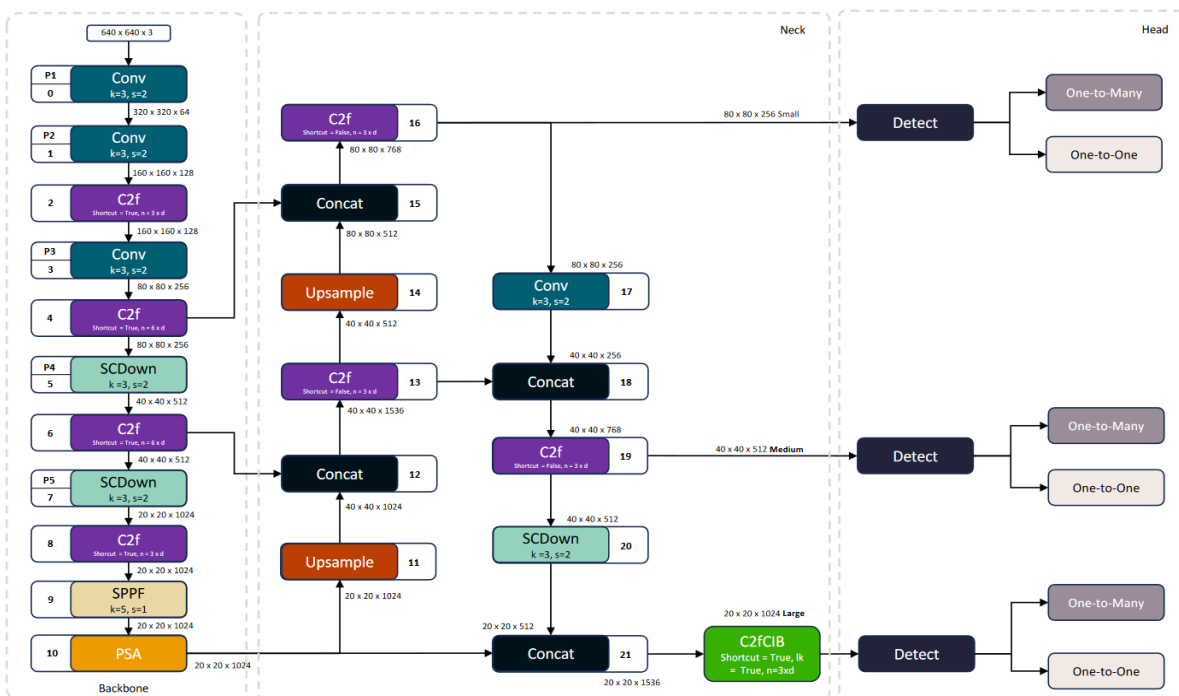 640 x 640 x 3
P1
0
Conv
k=3, s=2
320 x 320 x 64
P2
1
Conv
k=3, s=2
160 x 160 x 128
2
C2f
Shortcut = True, n = 3 x d
160 x 160 x 128
P3
3
Conv
k=3, s=2
80 x 80 x 256
4
C2f
Shortcut =True, n = 6 x d
80 x 80 x 256
P4
5
SCDown
k =3, s=2
40 x 40 x 512
6
C2f
Shortcut =True, n = 6 x d
40 x 40 x 512
P5
7
SCDown
k =3, s=2
20 x 20 x 1024
8
C2f
Shorcut =True, n = 3 x d
20 x 20 x 1024
9
SPPF
k=5, s=1
20 x 20 x 1024
10
PSA
20 x 20 x 1024
Backbone
Neck
C2f
Shortcut = False, n = 3 x d
16
80 x 80 x 768
Concat
15
80 x 80 x 512
Upsample
14
40 x 40 x 512
C2f
Shortcut = False, n = 3 x d
13
40 x 40 x 1536
Concat
12
40 x 40 x 1024
Upsample
11
20 x 20 x 1024
80 x 80 x 256 Small
80 x 80 x 256
Conv
k=3, s=2
17
40 x 40 x 256
Concat
18
40 x 40 x 768
C2f
Shortcut = False, n = 3 x d
19
40 x 40 x 512 Medium
40 x 40 x 512
SCDown
k =3, s=2
20
20 x 20 x 512
Concat
21
20 x 20 x 1536
20 x 20 x 1024 Large
C2fCIB
Shortcut = True, lk
= True, n=3xd
Head
Detect
One-to-Many
One-to-One
Detect
One-to-Many
One-to-One
Detect
One-to-Many
One-to-One